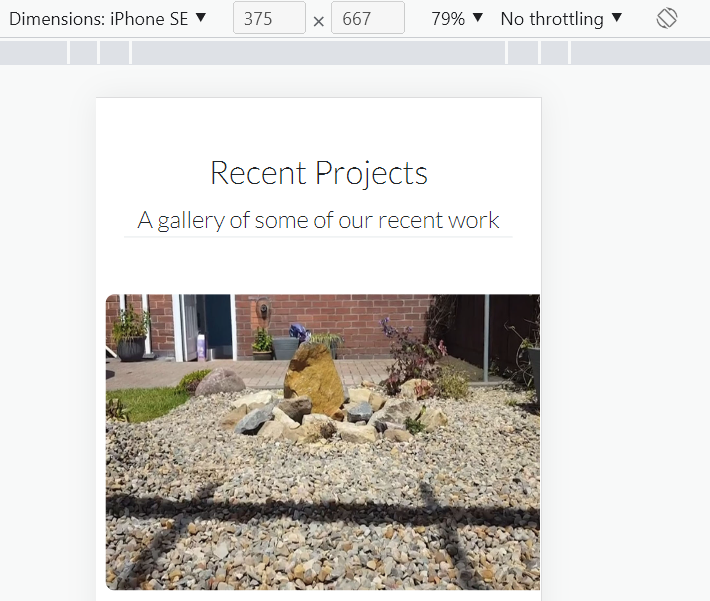 Dimensions: iPhone SE ▼ 375 × 667 79% ▼ No throttling ▼
Recent Projects
A gallery of some of our recent work